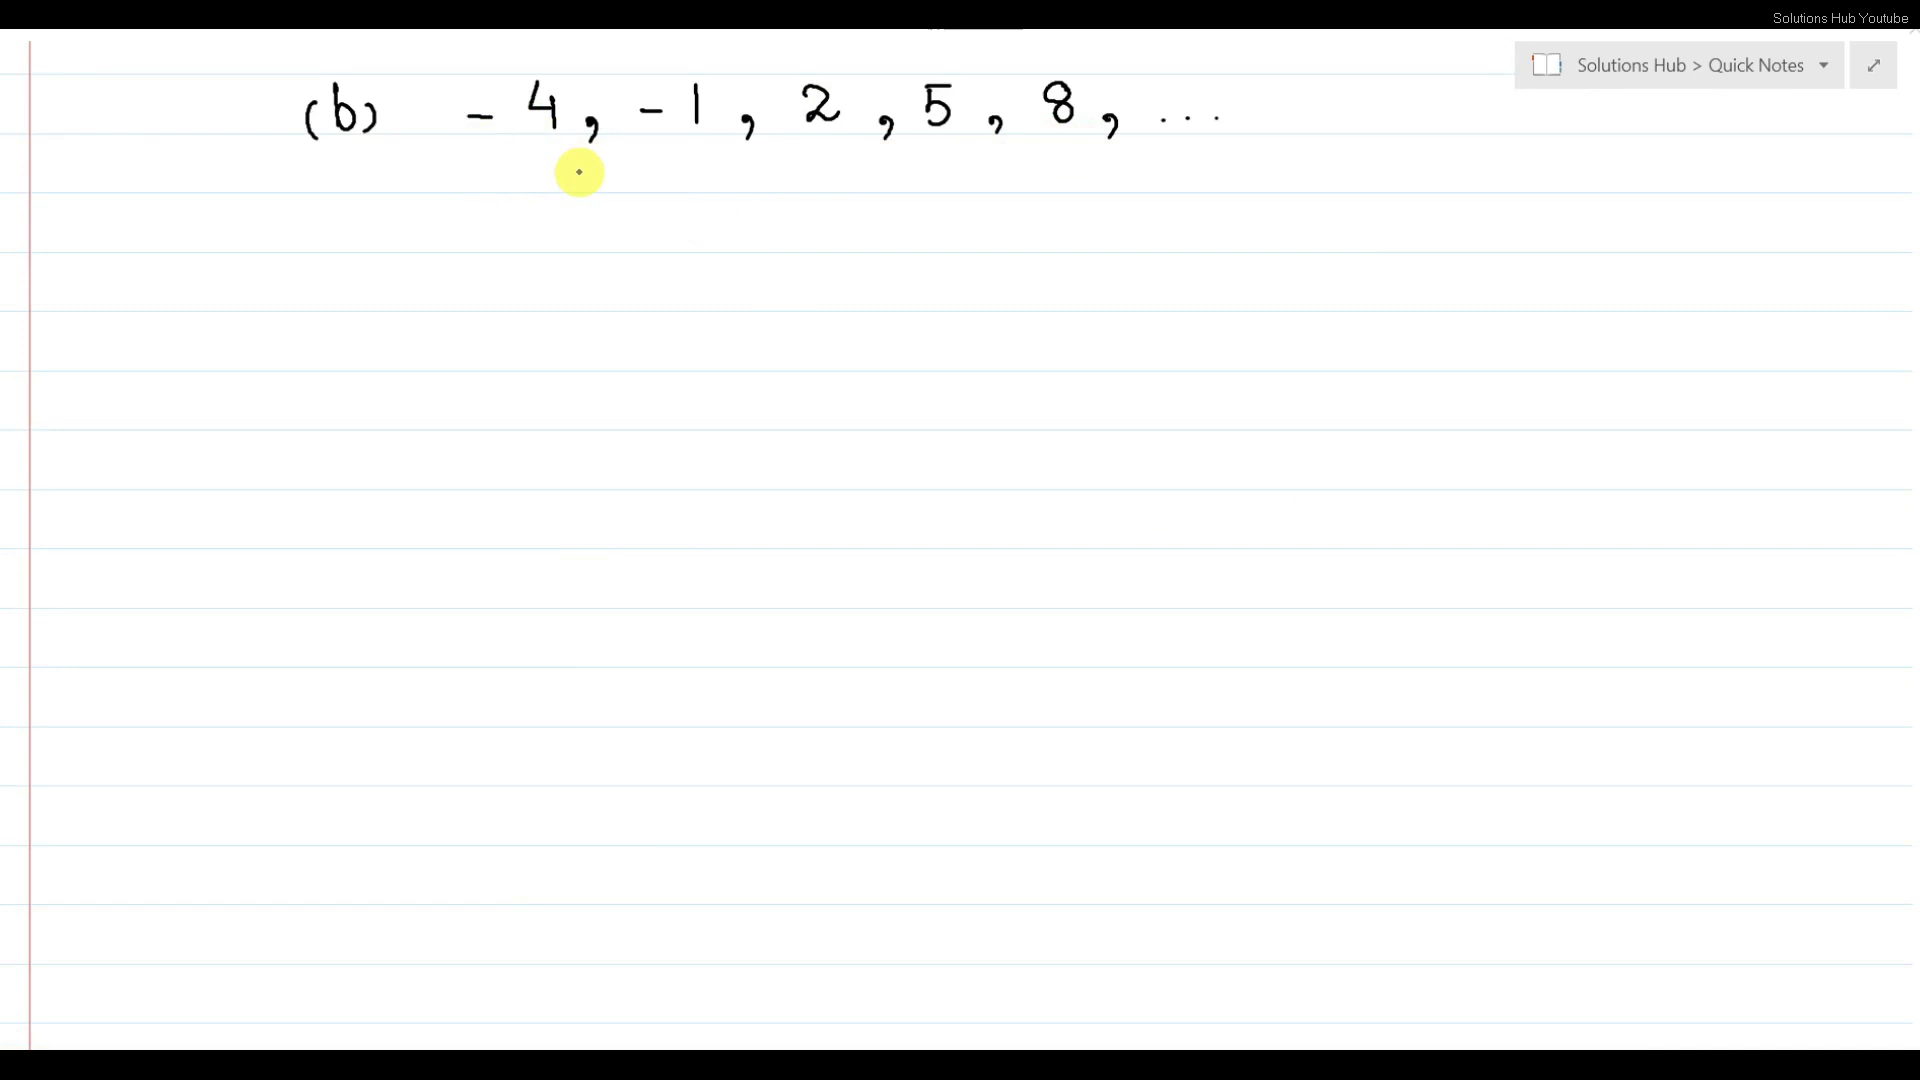 Solutions Hub Youtube
Solutions Hub > Quick Notes
(b) - 4, -1, 2, 5, 8, ...